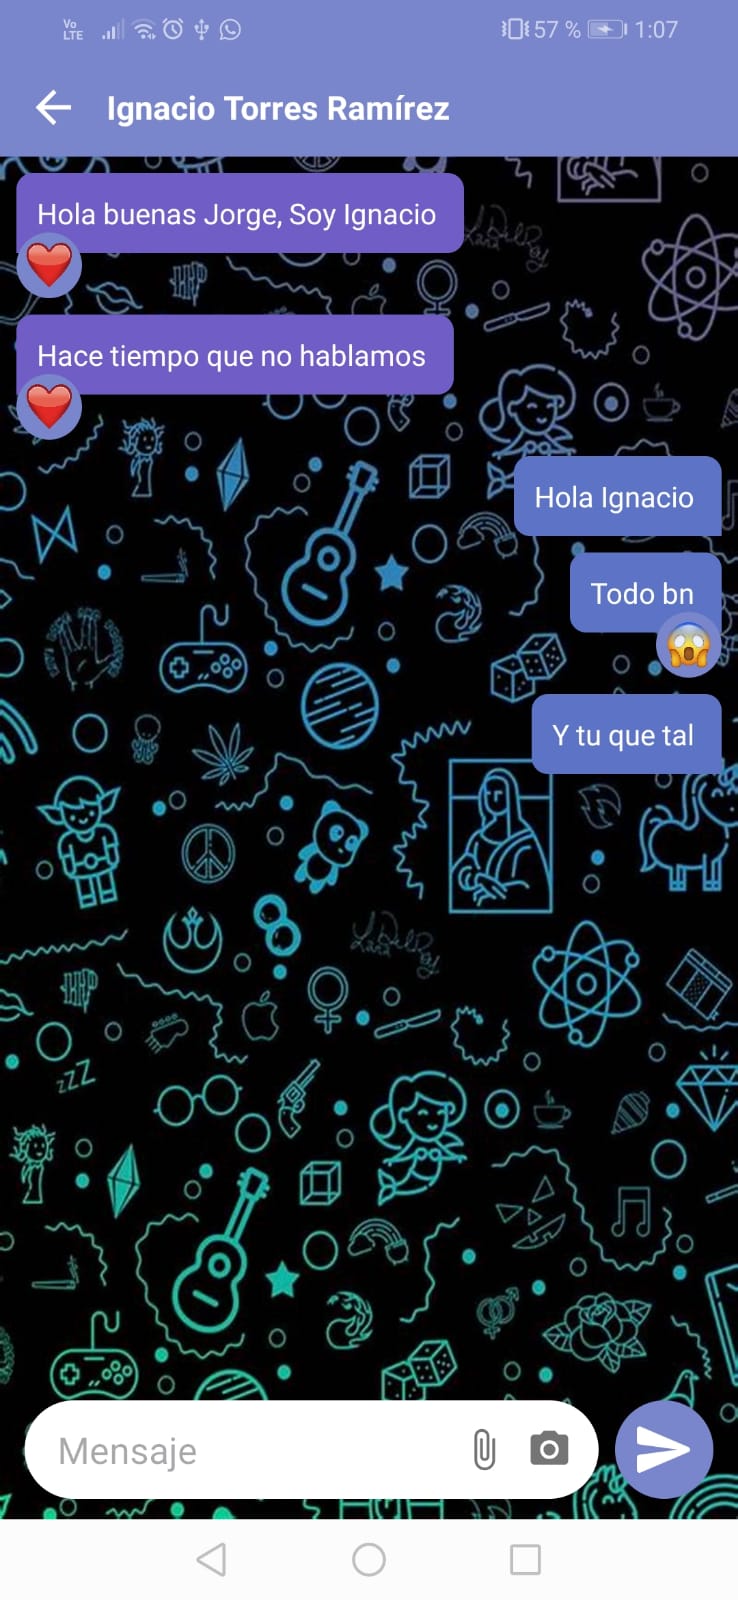 Vo
LTE
57 %
1:07
Ignacio Torres Ramírez
Hola buenas Jorge, Soy Ignacio
Hace tiempo que no hablamos
Hola Ignacio
Todo bn
Y tu que tal
zZZ
Mensaje